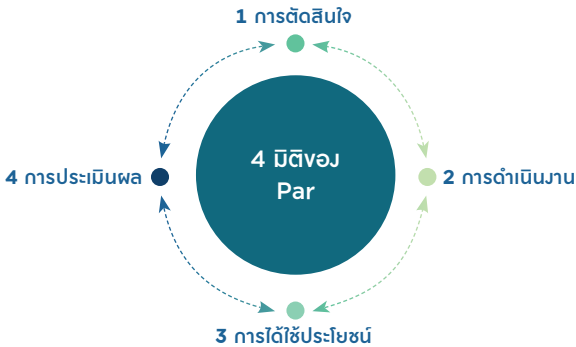 1 การตัดสินใจ
4 มิติของ
Par
4 การประเมินผล
2 การดำเนินงาน
3 การได้ใช้ประโยชน์